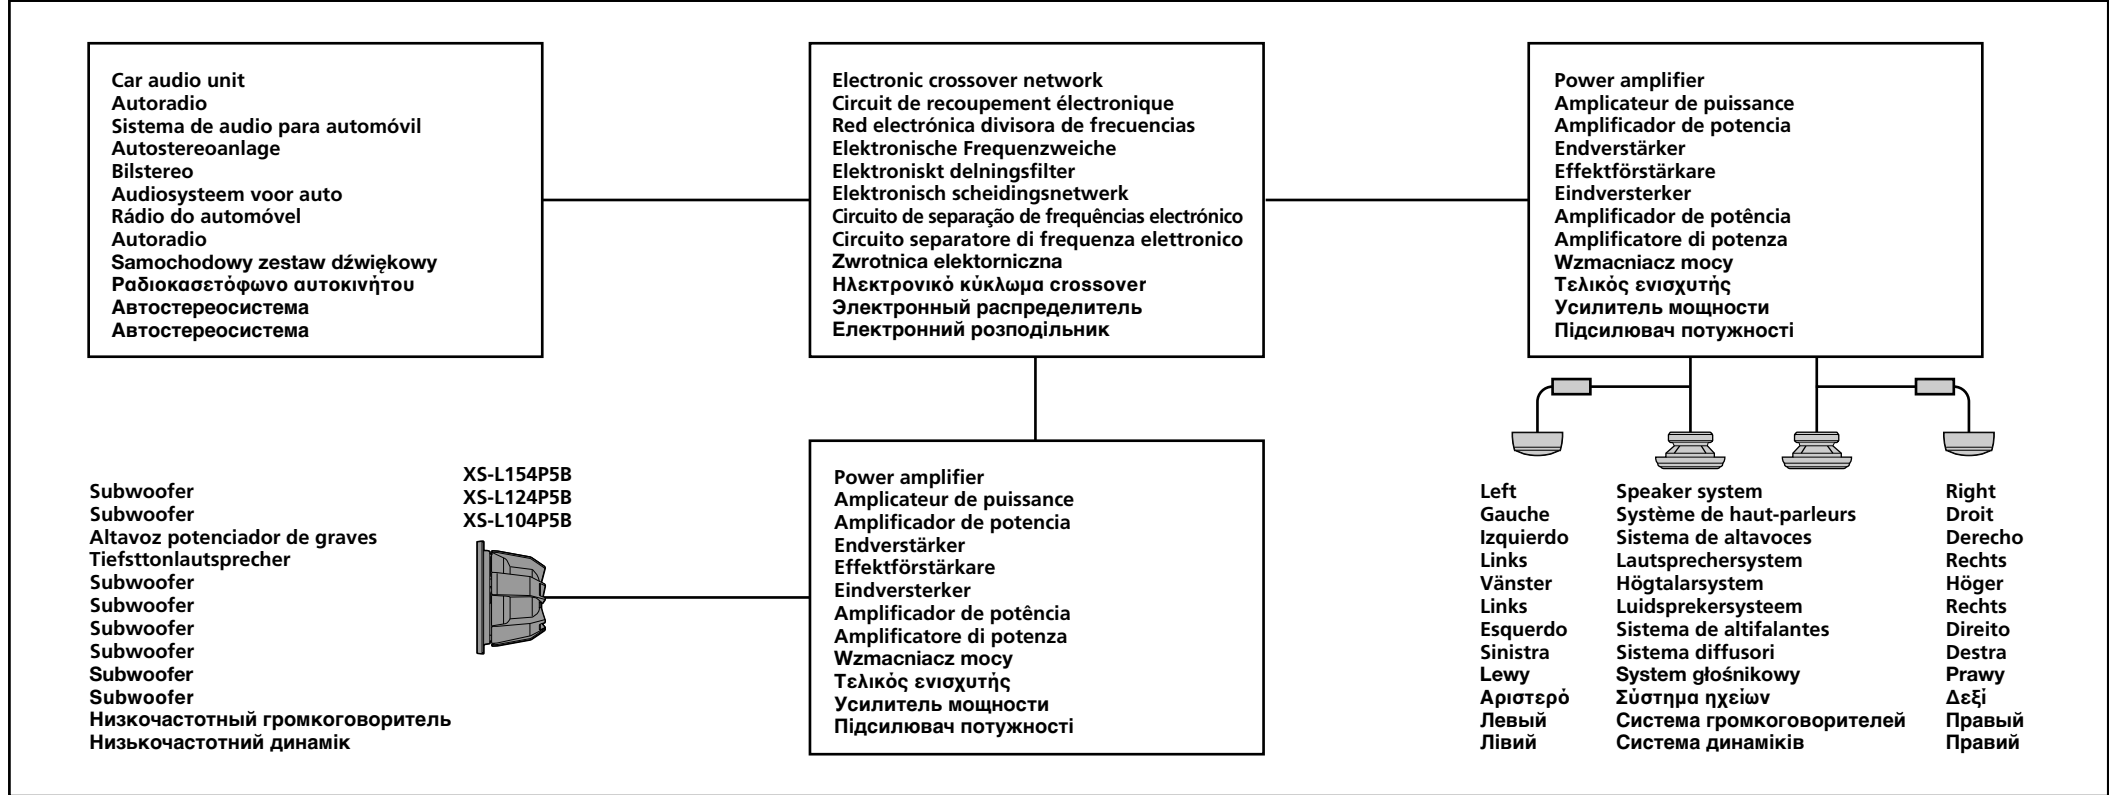 Car audio unit
Autoradio
Sistema de audio para automóvil
Autostereoanlage
Bilstereo
Audiosysteem voor auto
Rádio do automóvel
Autoradio
Samochodowy zestaw dźwiękowy
Ραδιοκασετόφωνο αυτοκινήτου
Автостереосистема
Автостереосистема
Electronic crossover network
Circuit de recoupement électronique
Red electrónica divisora de frecuencias
Elektronische Frequenzweiche
Elektroniskt delningsfilter
Elektronisch scheidingsnetwerk
Circuito de separação de frequências electrónico
Circuito separatore di frequenza elettronico
Zwrotnica elektorniczna
Ηλεκτρονικό κύκλωμα crossover
Электронный распределитель
Електронний розподільник
Power amplifier
Amplicateur de puissance
Amplificador de potencia
Endverstärker
Effektförstärkare
Eindversterker
Amplificador de potência
Amplificatore di potenza
Wzmacniacz mocy
Τελικός ενισχυτής
Усилитель мощности
Підсилювач потужності
Subwoofer
Subwoofer
Altavoz potenciador de graves
Tiefsttonlautsprecher
Subwoofer
Subwoofer
Subwoofer
Subwoofer
Subwoofer
Subwoofer
Низкочастотный громкоговоритель
Низькочастотний динамік
XS-L154P5B
XS-L124P5B
XS-L104P5B
Power amplifier
Amplicateur de puissance
Amplificador de potencia
Endverstärker
Effektförstärkare
Eindversterker
Amplificador de potência
Amplificatore di potenza
Wzmacniacz mocy
Τελικός ενισχυτής
Усилитель мощности
Підсилювач потужності
Left
Gauche
Izquierdo
Links
Vänster
Links
Esquerdo
Sinistra
Lewy
Αριστερό
Левый
Лівий
Speaker system
Système de haut-parleurs
Sistema de altavoces
Lautsprechersystem
Högtalarsystem
Luidsprekersysteem
Sistema de altifalantes
Sistema diffusori
System głośnikowy
Σύστημα ηχείων
Система громкоговорителей
Система динаміків
Right
Droit
Derecho
Rechts
Höger
Rechts
Direito
Destra
Prawy
Δεξί
Правый
Правий